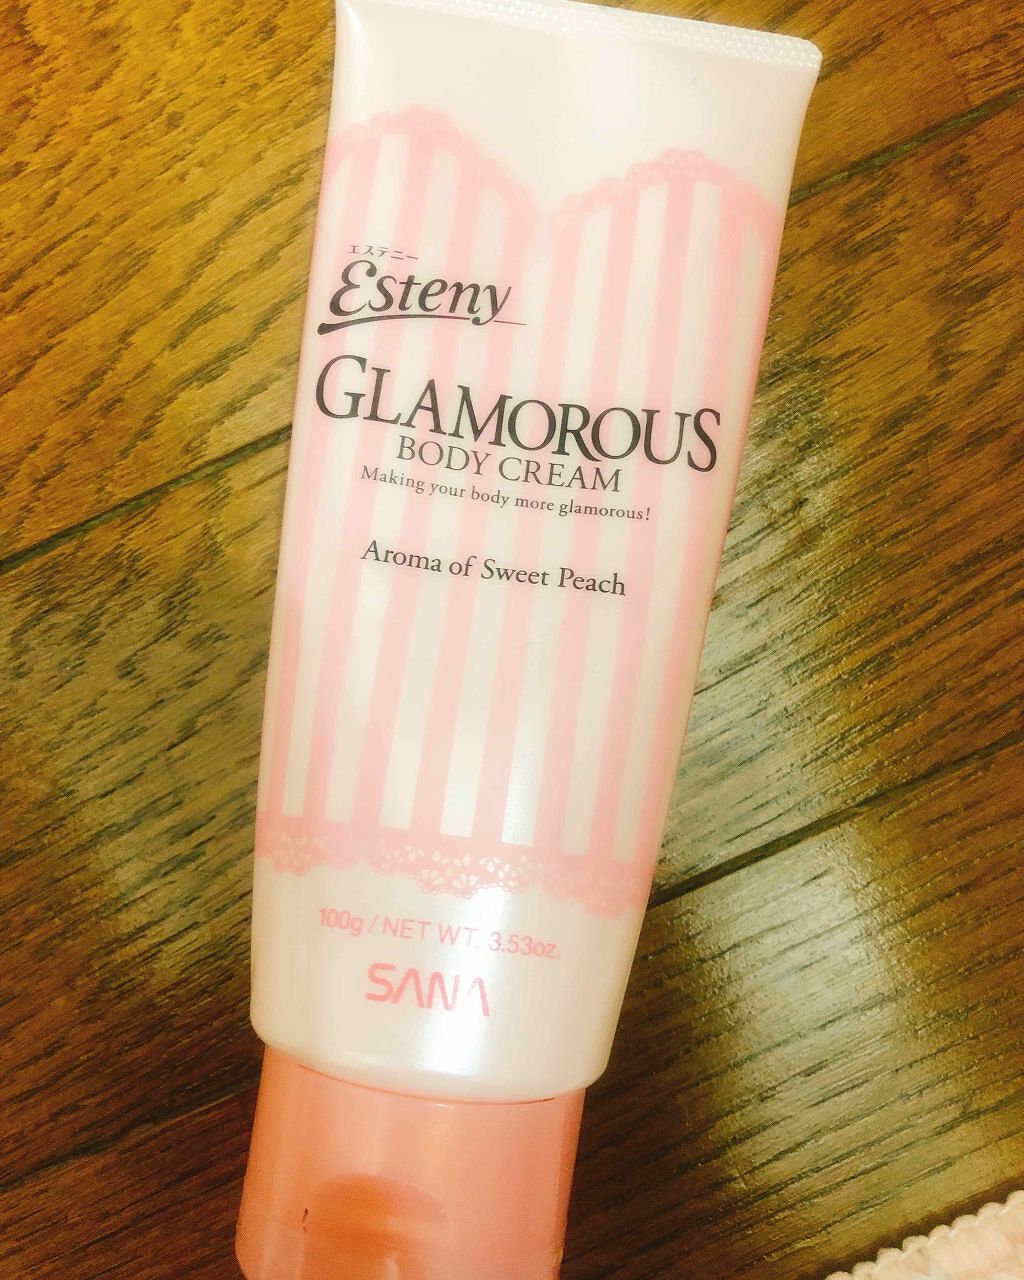 エステニー
Esteny
GLAMOROUS
BODY CREAM
Making your body more glamorous!
Aroma of Sweet Peach
100g / NET WT. 3.53oz.
SANA